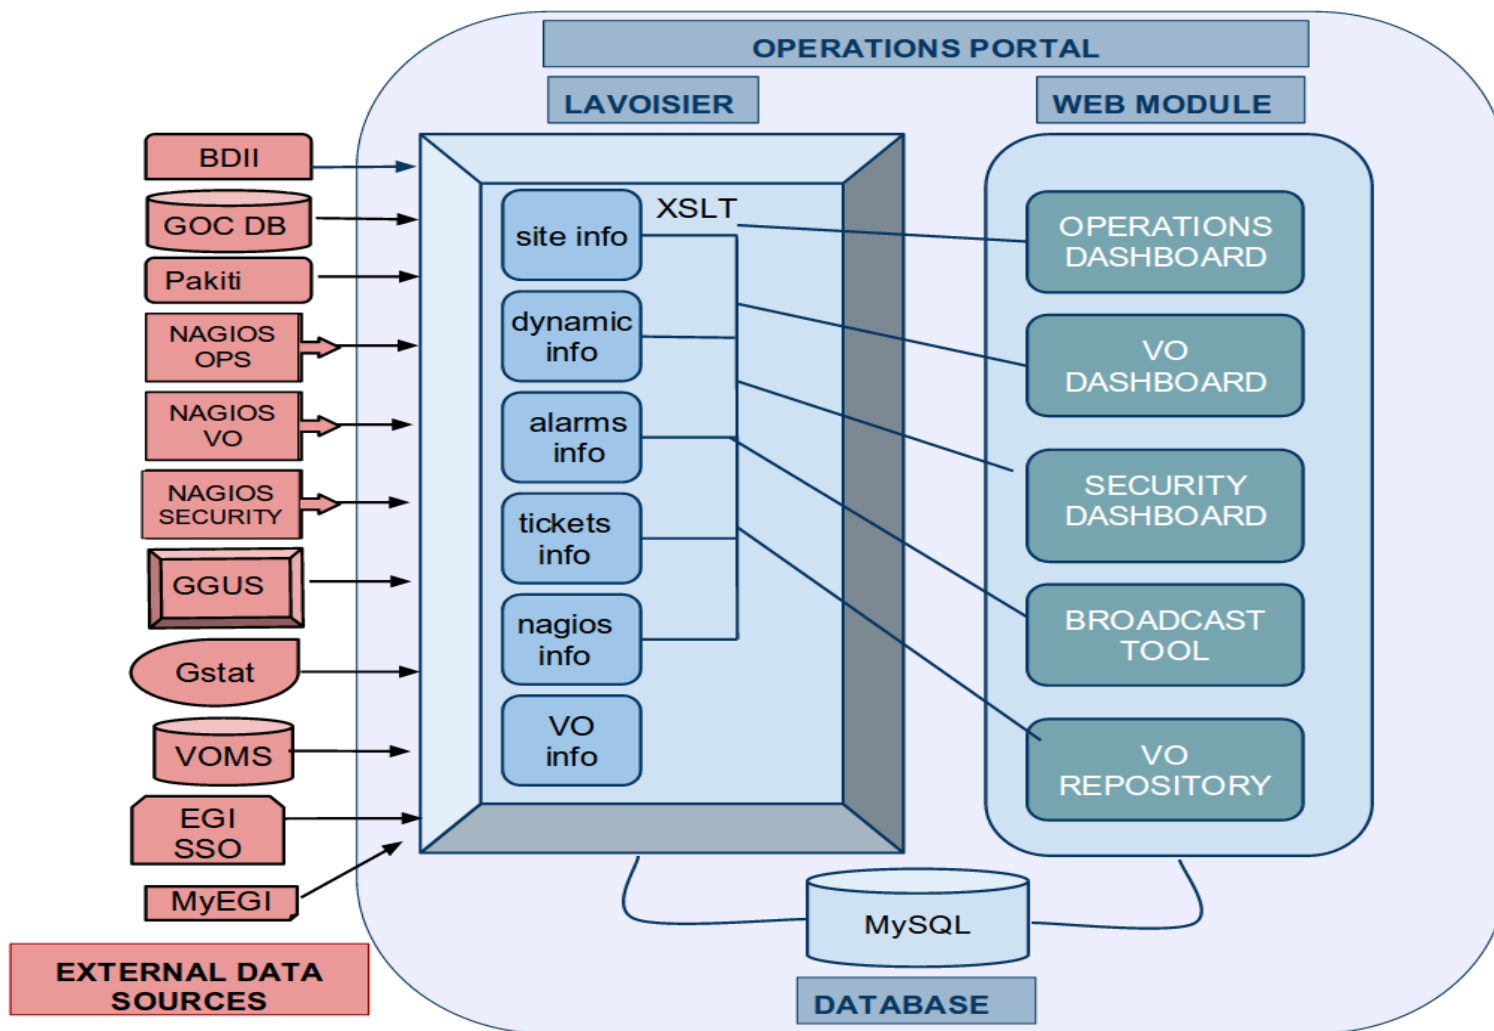 OPERATIONS PORTAL
LAVOISIER
WEB MODULE
BDII
GOC DB
Pakiti
NAGIOS
OPS
NAGIOS
VO
NAGIOS
SECURITY
GGUS
Gstat
VOMS
EGI
SSO
MyEGI
EXTERNAL DATA
SOURCES
site info
XSLT
dynamic
info
alarms
info
tickets
info
nagios
info
VO
info
OPERATIONS
DASHBOARD
VO
DASHBOARD
SECURITY
DASHBOARD
BROADCAST
TOOL
VO
REPOSITORY
MySQL
DATABASE